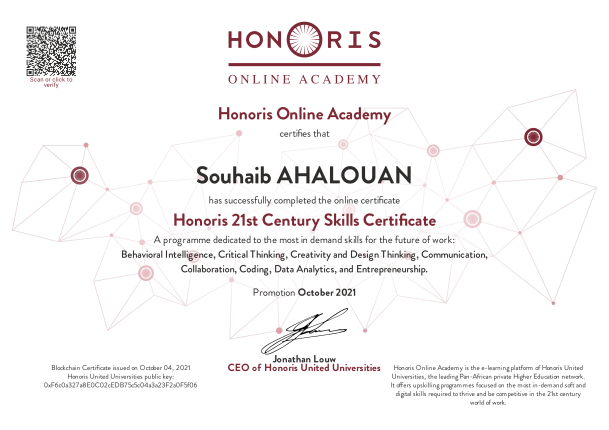 HONORIS
ONLINE ACADEMY
Scan or click to
verify
Honoris Online Academy
certifies that
Souhaib AHALOUAN
has successfully completed the online certificate
Honoris 21st Century Skills Certificate
A programme dedicated to the most in demand skills for the future of work:
Behavioral Intelligence, Critical Thinking, Creativity and Design Thinking, Communication,
Collaboration, Coding, Data Analytics, and Entrepreneurship.
Promotion October 2021
Jonathan Louw
CEO of Honoris United Universities
Blockchain Certificate issued on October 04, 2021
Honoris United Universities public key:
0xF6c0a327a8E0C02cEDB75c5c04a3a23F2a0F5f06
Honoris Online Academy is the e-learning platform of Honoris United
Universities, the leading Pan-African private Higher Education network.
It offers upskilling programmes focused on the most in-demand soft and
digital skills required to thrive and be competitive in the 21st century
world of work.